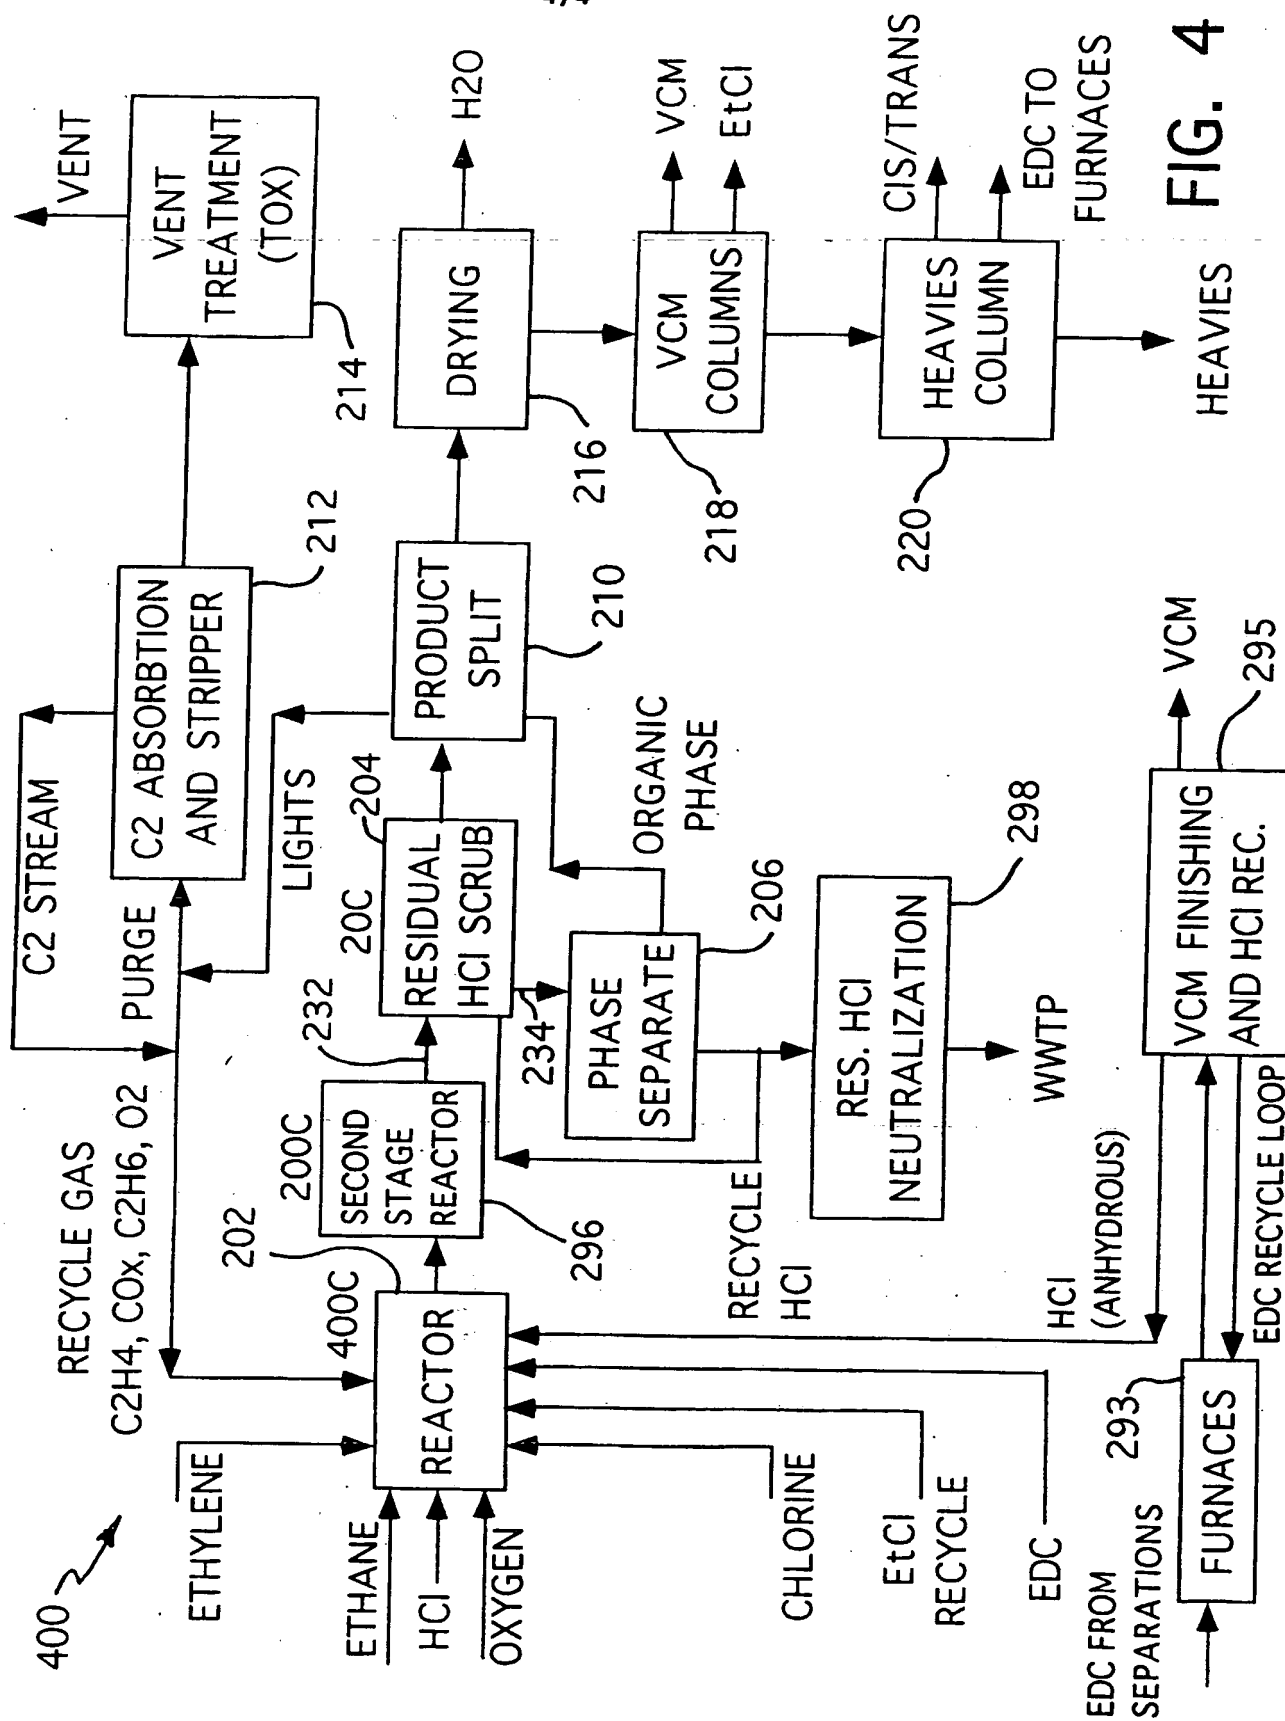 4/4
400
RECYCLE GAS
C2H4, COx, C2H6, O2
C2 STREAM
PURGE
C2 ABSORBTION
AND STRIPPER
212
VENT
VENT
TREATMENT
(TOX)
214
ETHYLENE
LIGHTS
ETHANE
HCl
OXYGEN
REACTOR
400C
202
SECOND
STAGE
REACTOR
200C
296
232
RESIDUAL
HCl SCRUB
20C
204
PRODUCT
SPLIT
210
DRYING
216
H2O
234
PHASE
SEPARATE
206
ORGANIC
PHASE
VCM
COLUMNS
218
VCM
EtCl
RECYCLE
HCl
RES. HCl
NEUTRALIZATION
298
WWTP
HEAVIES
COLUMN
220
CIS/TRANS
EDC TO
FURNACES
HEAVIES
CHLORINE
EtCl
RECYCLE
EDC
HCl
(ANHYDROUS)
EDC FROM
SEPARATIONS
FURNACES
293
EDC RECYCLE LOOP
VCM FINISHING
AND HCl REC.
295
VCM
FIG. 4